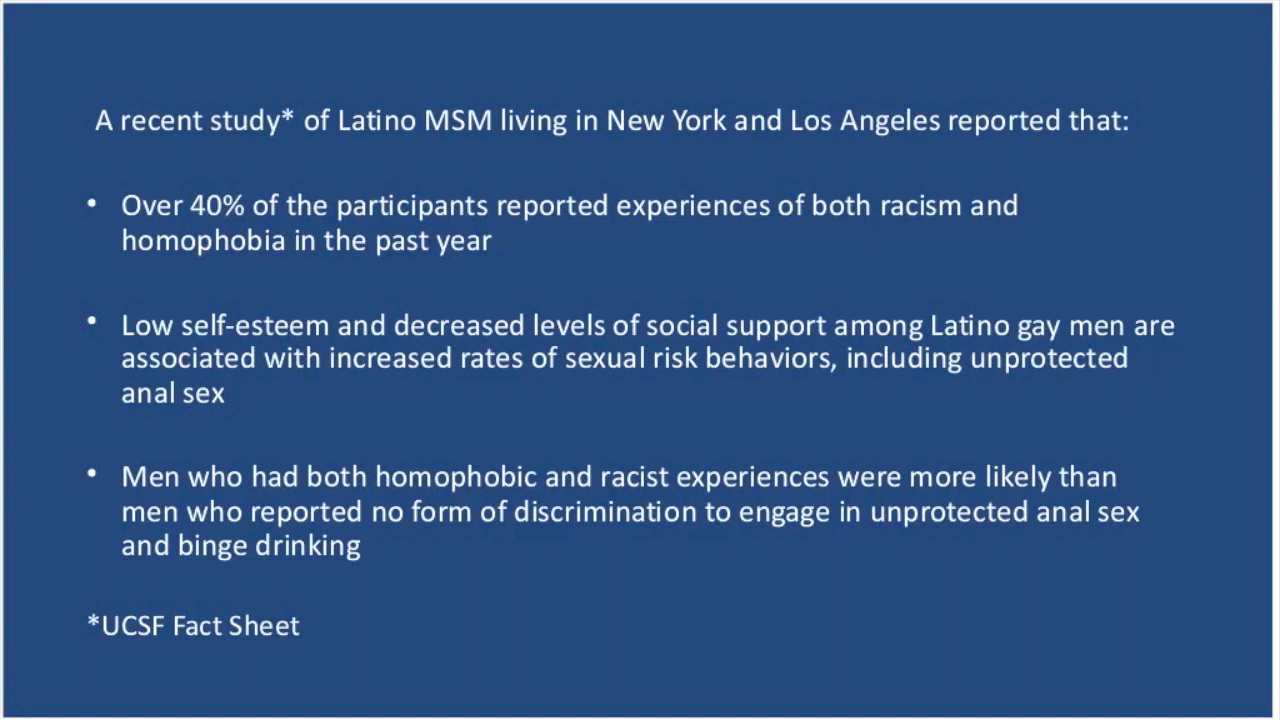 A recent study* of Latino MSM living in New York and Los Angeles reported that:
• Over 40% of the participants reported experiences of both racism and
homophobia in the past year
• Low self-esteem and decreased levels of social support among Latino gay men are
associated with increased rates of sexual risk behaviors, including unprotected
anal sex
• Men who had both homophobic and racist experiences were more likely than
men who reported no form of discrimination to engage in unprotected anal sex
and binge drinking
*UCSF Fact Sheet